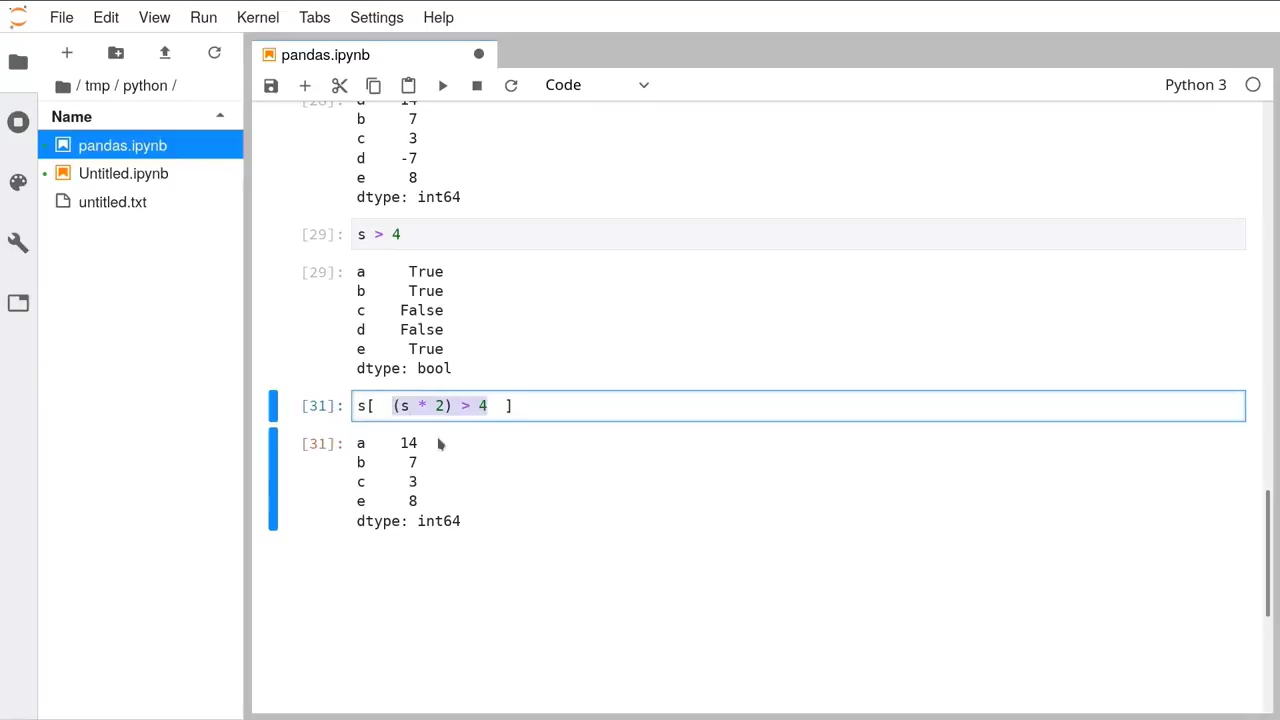 File Edit View Run Kernel Tabs Settings Help
/ tmp / python /
Name
pandas.ipynb
Untitled.ipynb
untitled.txt
pandas.ipynb
Code
Python 3
b 7
c 3
d -7
e 8
dtype: int64
[29]: s > 4
[29]: a True
b True
c False
d False
e True
dtype: bool
[31]: s[ (s * 2) > 4 ]
[31]: a 14
b 7
c 3
e 8
dtype: int64